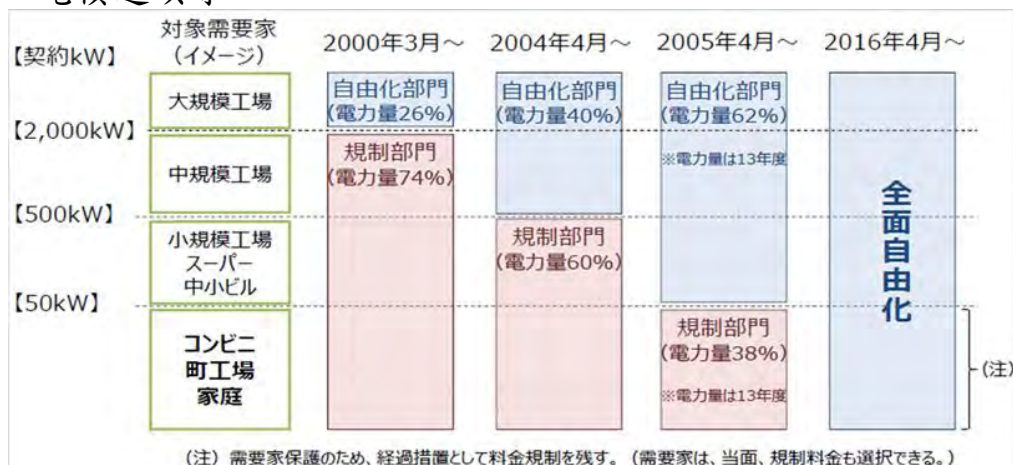 対象需要家
(イメージ)
【契約kW】
2000年3月～
2004年4月～
2005年4月～
2016年4月～
大規模工場
自由化部門
(電力量26%)
自由化部門
(電力量40%)
自由化部門
(電力量62%)
【2,000kW】
中規模工場
規制部門
(電力量74%)
※電力量は13年度
【500kW】
小規模工場
スーパー
中小ビル
規制部門
(電力量60%)
全面自由化
【50kW】
コンビニ
町工場
家庭
規制部門
(電力量38%)
※電力量は13年度
(注)
(注) 需要家保護のため、経過措置として料金規制を残す。(需要家は、当面、規制料金も選択できる。)